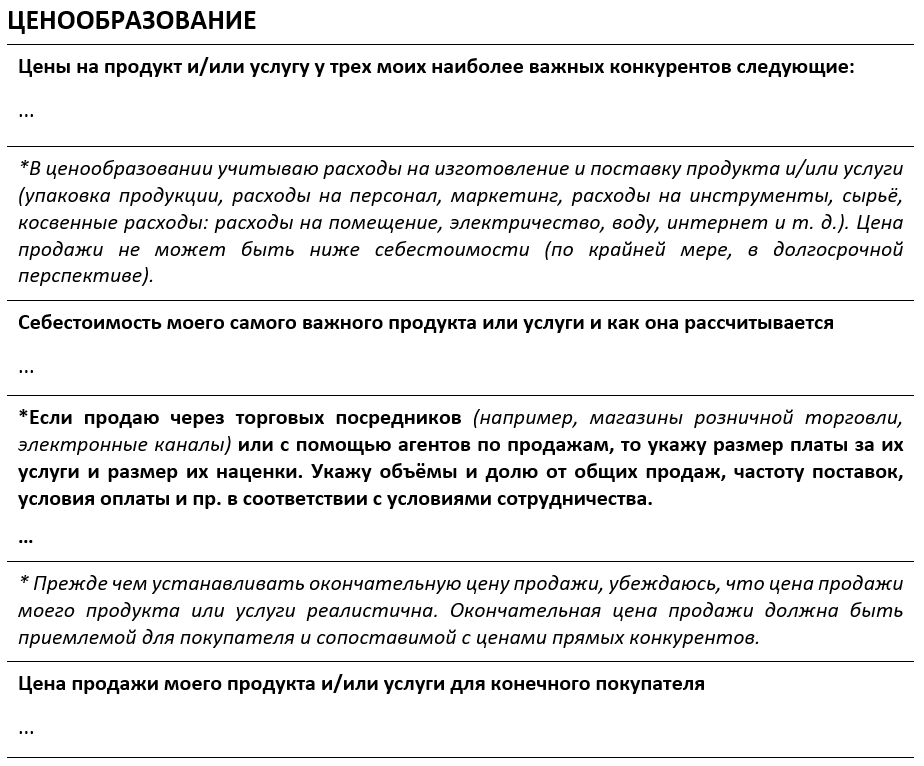 ЦЕНООБРАЗОВАНИЕ
Цены на продукт и/или услугу у трех моих наиболее важных конкурентов следующие:
...
*В ценообразовании учитываю расходы на изготовление и поставку продукта и/или услуги
(упаковка продукции, расходы на персонал, маркетинг, расходы на инструменты, сырьё,
косвенные расходы: расходы на помещение, электричество, воду, интернет и т. д.). Цена
продажи не может быть ниже себестоимости (по крайней мере, в долгосрочной
перспективе).
Себестоимость моего самого важного продукта или услуги и как она рассчитывается
...
*Если продаю через торговых посредников (например, магазины розничной торговли,
электронные каналы) или с помощью агентов по продажам, то укажу размер платы за их
услуги и размер их наценки. Укажу объёмы и долю от общих продаж, частоту поставок,
условия оплаты и пр. в соответствии с условиями сотрудничества.
...
* Прежде чем устанавливать окончательную цену продажи, убеждаюсь, что цена продажи
моего продукта или услуги реалистична. Окончательная цена продажи должна быть
приемлемой для покупателя и сопоставимой с ценами прямых конкурентов.
Цена продажи моего продукта и/или услуги для конечного покупателя
...